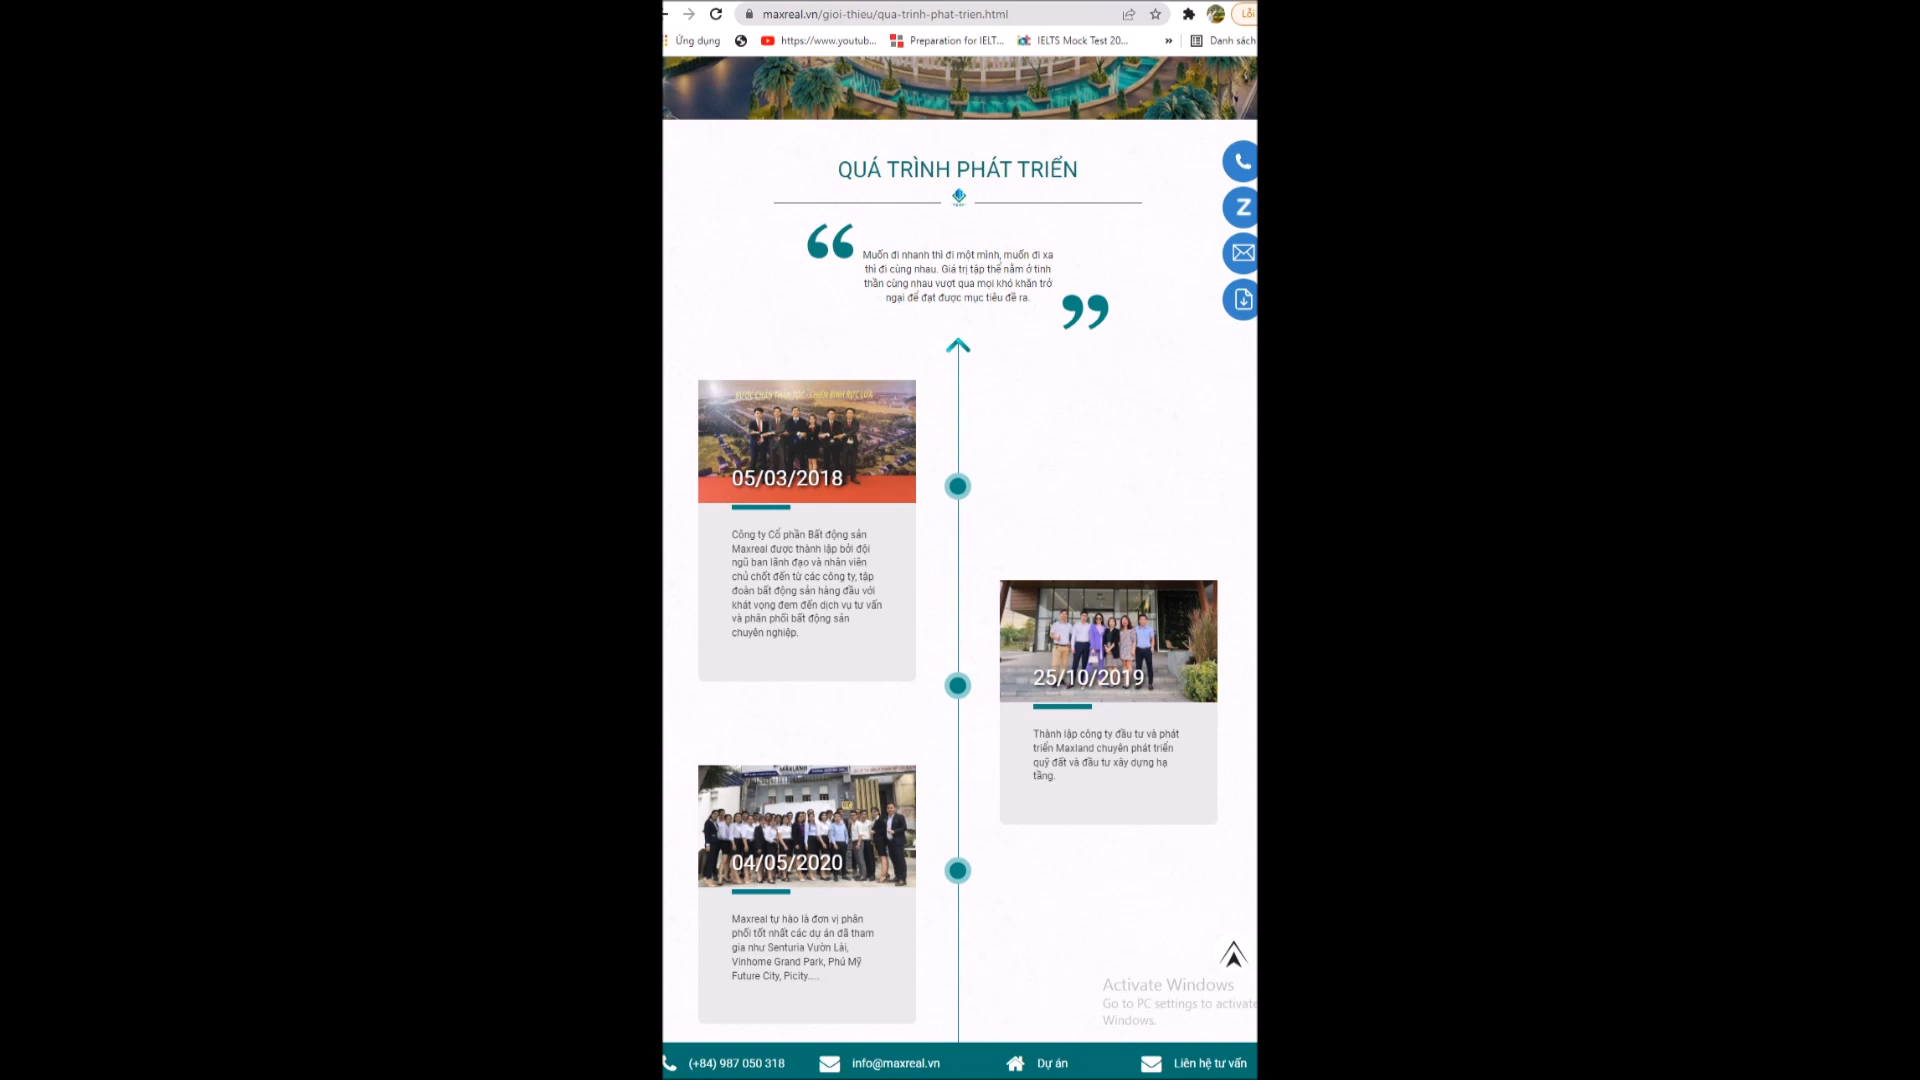 maxreal.vn/gioi-thieu/qua-trinh-phat-trien.html
Lỗi
Ứng dụng
https://www.youtub...
Preparation for IELT...
IELTS Mock Test 20...
»
Danh sách
QUÁ TRÌNH PHÁT TRIỂN
“
Muốn đi nhanh thì đi một mình, muốn đi xa
thì đi cùng nhau. Giá trị tập thể nằm ở tinh
thần cùng nhau vượt qua mọi khó khăn trở
ngại để đạt được mục tiêu đề ra.
”
Z
05/03/2018
Công ty Cổ phần Bất động sản
Maxreal được thành lập bởi đội
ngũ ban lãnh đạo và nhân viên
chủ chốt đến từ các công ty, tập
đoàn bất động sản hàng đầu với
khát vọng đem đến dịch vụ tư vấn
và phân phối bất động sản
chuyên nghiệp.
25/10/2019
Thành lập công ty đầu tư và phát
triển Maxland chuyên phát triển
quỹ đất và đầu tư xây dựng hạ
tầng.
MAXLAND
04/05/2020
Maxreal tự hào là đơn vị phân
phối tốt nhất các dự án đã tham
gia như Senturia Vườn Lài,
Vinhome Grand Park, Phú Mỹ
Future City, Picity....
Activate Windows
Go to PC settings to activate
Windows.
(+84) 987 050 318
info@maxreal.vn
Dự án
Liên hệ tư vấn